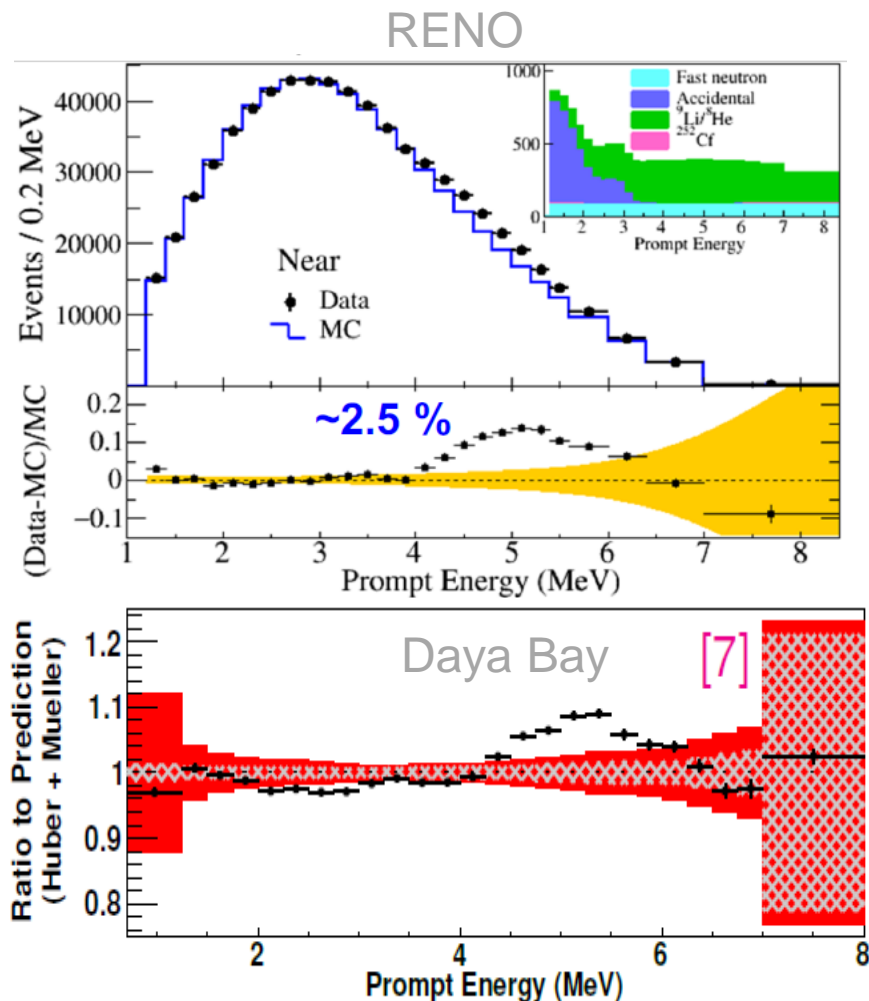 RENO
Events / 0.2 MeV
40000
30000
20000
10000
Near
Data
MC
1000
500
0
Fast neutron
Accidental
⁹Li/⁸He
²⁵²Cf
1 2 3 4 5 6 7 8
Prompt Energy
(Data-MC)/MC
0.2
0.1
0
−0.1
~2.5 %
1 2 3 4 5 6 7 8
Prompt Energy (MeV)
Ratio to Prediction
(Huber + Mueller)
1.2
1.1
1
0.9
0.8
Daya Bay
[7]
2 4 6 8
Prompt Energy (MeV)